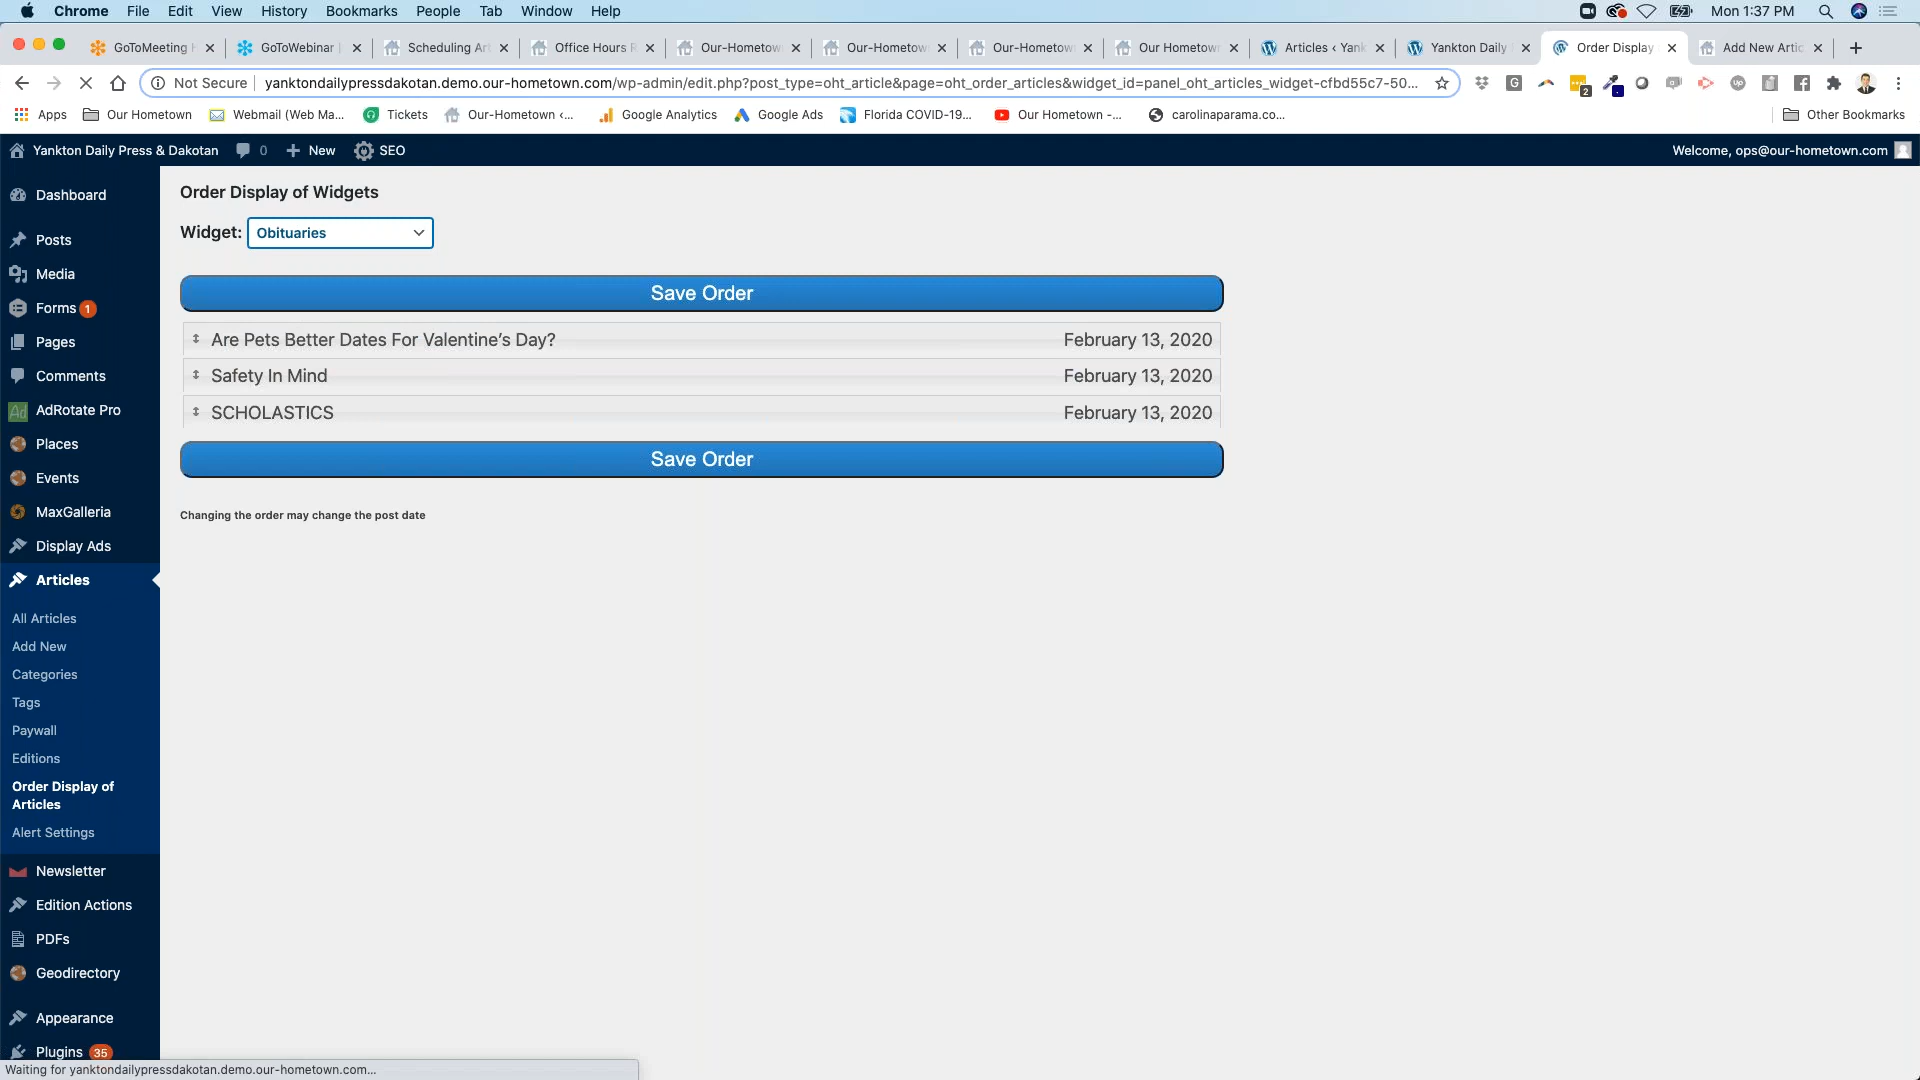 Chrome File Edit View History Bookmarks People Tab Window Help Mon 1:37 PM
GoToMeeting GoToWebinar Scheduling Office Hours Our-Hometown Our-Hometown Our-Hometown Our Hometown Articles ‹ Yank Yankton Daily Order Display Add New Artic
Not Secure yanktondailypressdakotan.demo.our-hometown.com/wp-admin/edit.php?post_type=oht_article&page=oht_order_articles&widget_id=panel_oht_articles_widget-cfbd55c7-50...
Apps Our Hometown Webmail (Web Ma... Tickets Our-Hometown ‹... Google Analytics Google Ads Florida COVID-19... Our Hometown -... carolinaparama.co... Other Bookmarks
Yankton Daily Press & Dakotan 0 New SEO Welcome, ops@our-hometown.com
Dashboard
Posts
Media
Forms 1
Pages
Comments
Ad AdRotate Pro
Places
Events
MaxGalleria
Display Ads
Articles
All Articles
Add New
Categories
Tags
Paywall
Editions
Order Display of
Articles
Alert Settings
Newsletter
Edition Actions
PDFs
Geodirectory
Appearance
Plugins 35
Order Display of Widgets
Widget: Obituaries
Save Order
Are Pets Better Dates For Valentine’s Day? February 13, 2020
Safety In Mind February 13, 2020
SCHOLASTICS February 13, 2020
Save Order
Changing the order may change the post date
Waiting for yanktondailypressdakotan.demo.our-hometown.com...